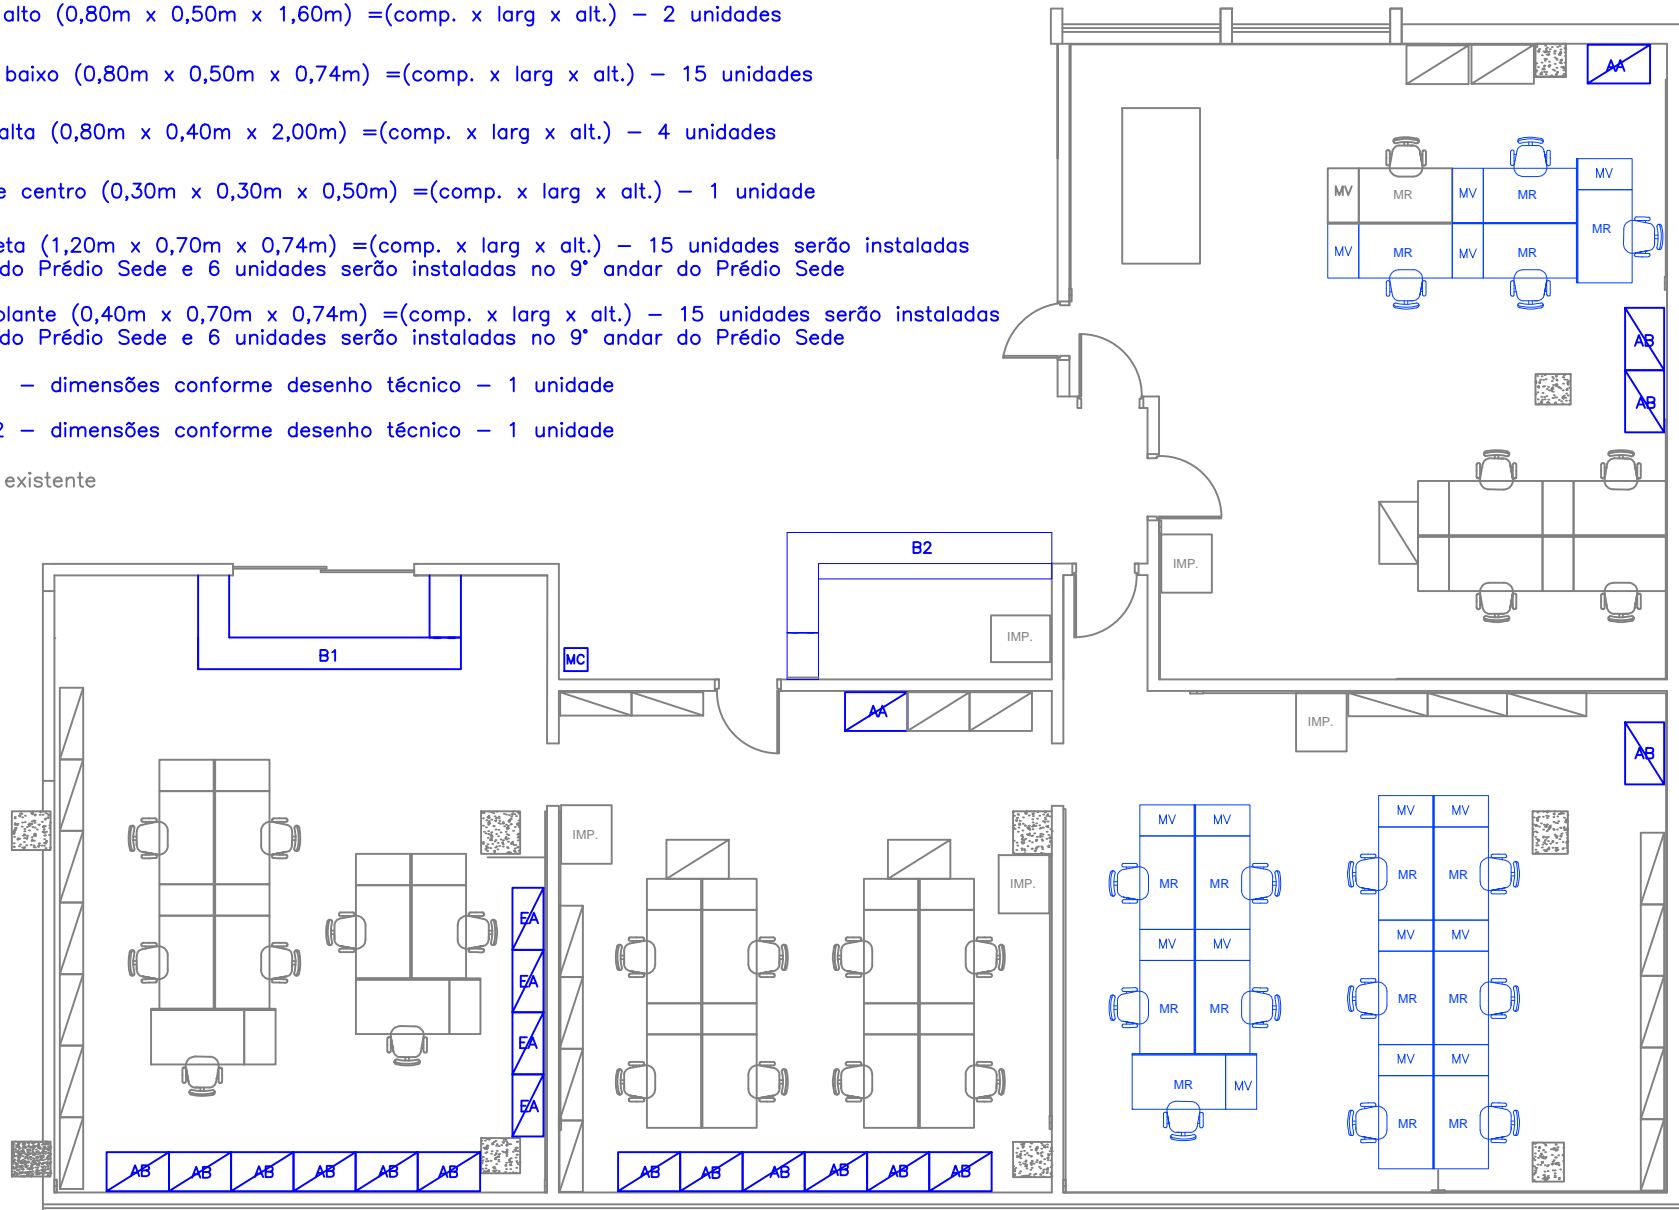 alto (0,80m x 0,50m x 1,60m) =(comp. x larg x alt.) – 2 unidades
baixo (0,80m x 0,50m x 0,74m) =(comp. x larg x alt.) – 15 unidades
alta (0,80m x 0,40m x 2,00m) =(comp. x larg x alt.) – 4 unidades
e centro (0,30m x 0,30m x 0,50m) =(comp. x larg x alt.) – 1 unidade
eta (1,20m x 0,70m x 0,74m) =(comp. x larg x alt.) – 15 unidades serão instaladas
do Prédio Sede e 6 unidades serão instaladas no 9° andar do Prédio Sede
olante (0,40m x 0,70m x 0,74m) =(comp. x larg x alt.) – 15 unidades serão instaladas
do Prédio Sede e 6 unidades serão instaladas no 9° andar do Prédio Sede
– dimensões conforme desenho técnico – 1 unidade
2 – dimensões conforme desenho técnico – 1 unidade
existente
AA
MV
MV MR MV MR
MR
MV MR MV MR
AB
AB
B2
IMP.
IMP.
B1
MC
AA
IMP.
AB
MV MV
MV MV
IMP.
MR MR
MR MR
IMP.
EA
MV MV
MV MV
EA
MR MR
MR MR
EA
MV MV
MR MV
EA
MR MR
AB AB AB AB AB AB
AB AB AB AB AB AB